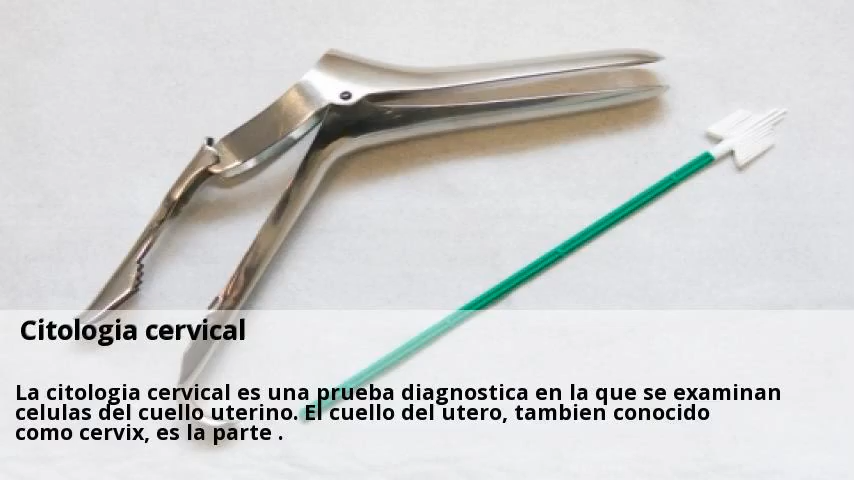 Citologia cervical
La citologia cervical es una prueba diagnostica en la que se examinan
celulas del cuello uterino. El cuello del utero, tambien conocido
como cervix, es la parte .